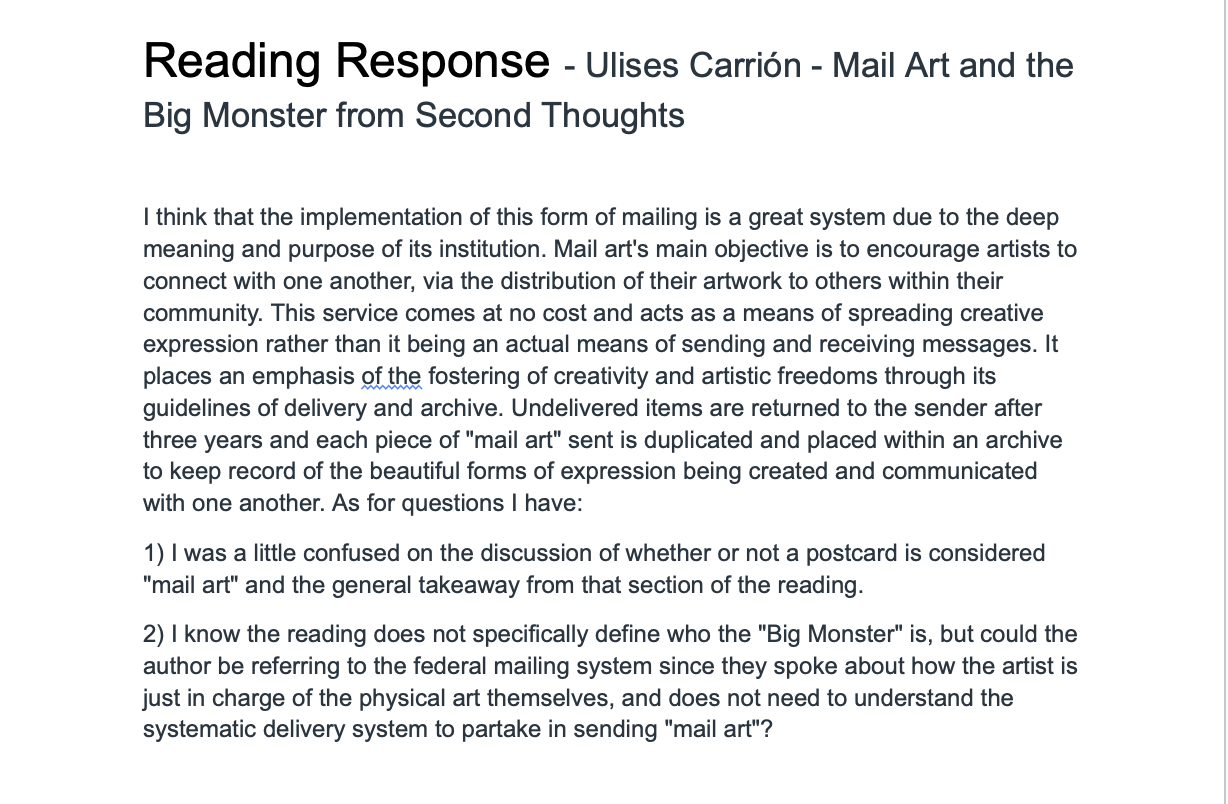 Reading Response - Ulises Carrión - Mail Art and the
Big Monster from Second Thoughts
I think that the implementation of this form of mailing is a great system due to the deep
meaning and purpose of its institution. Mail art's main objective is to encourage artists to
connect with one another, via the distribution of their artwork to others within their
community. This service comes at no cost and acts as a means of spreading creative
expression rather than it being an actual means of sending and receiving messages. It
places an emphasis of the fostering of creativity and artistic freedoms through its
guidelines of delivery and archive. Undelivered items are returned to the sender after
three years and each piece of "mail art" sent is duplicated and placed within an archive
to keep record of the beautiful forms of expression being created and communicated
with one another. As for questions I have:
1) I was a little confused on the discussion of whether or not a postcard is considered
"mail art" and the general takeaway from that section of the reading.
2) I know the reading does not specifically define who the "Big Monster" is, but could the
author be referring to the federal mailing system since they spoke about how the artist is
just in charge of the physical art themselves, and does not need to understand the
systematic delivery system to partake in sending "mail art"?